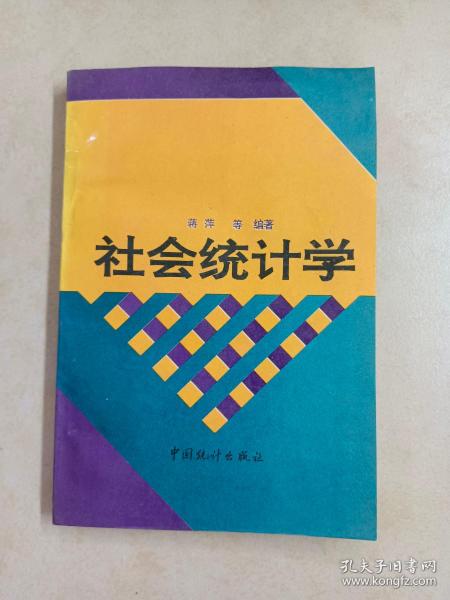 蒋萍 等 编著
社会统计学
中国统计出版社
孔夫子旧书网
www.kongfz.com